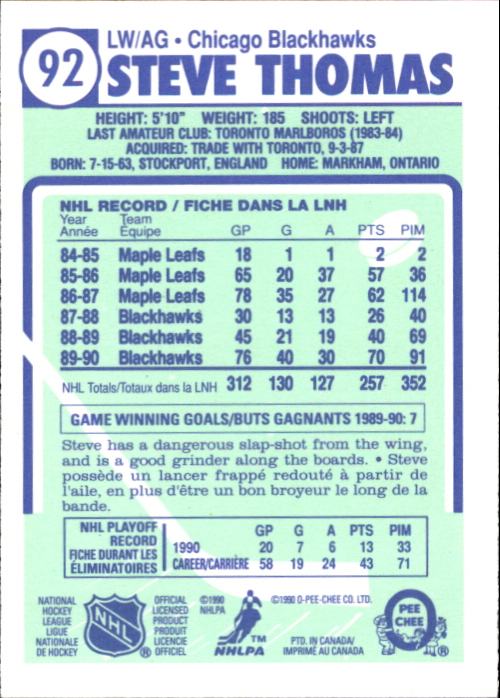 92
LW/AG • Chicago Blackhawks
STEVE THOMAS
HEIGHT: 5'10" WEIGHT: 185 SHOOTS: LEFT
LAST AMATEUR CLUB: TORONTO MARLBOROS (1983-84)
ACQUIRED: TRADE WITH TORONTO, 9-3-87
BORN: 7-15-63, STOCKPORT, ENGLAND HOME: MARKHAM, ONTARIO
NHL RECORD / FICHE DANS LA LNH
Year Team
Année Équipe GP G A PTS PIM
84-85 Maple Leafs 18 1 1 2 2
85-86 Maple Leafs 65 20 37 57 36
86-87 Maple Leafs 78 35 27 62 114
87-88 Blackhawks 30 13 13 26 40
88-89 Blackhawks 45 21 19 40 69
89-90 Blackhawks 76 40 30 70 91
NHL Totals/Totaux dans la LNH 312 130 127 257 352
GAME WINNING GOALS/BUTS GAGNANTS 1989-90: 7
Steve has a dangerous slap-shot from the wing,
and is a good grinder along the boards. • Steve
possède un lancer frappé redouté à partir de
l'aile, en plus d'être un bon broyeur le long de la
bande.
NHL PLAYOFF
RECORD
FICHE DURANT LES
ÉLIMINATOIRES
GP G A PTS PIM
1990 20 7 6 13 33
CAREER/CARRIÈRE 58 19 24 43 71
NATIONAL
HOCKEY
LEAGUE
LIGUE
NATIONALE
DE HOCKEY
NHL
®
OFFICIAL
LICENSED
PRODUCT
PRODUIT
LICENCIE
OFFICIEL
©1990
NHLPA
TM
NHLPA
©1990 O-PEE-CHEE CO. LTD.
PTD. IN CANADA/
IMPRIMÉ AU CANADA
O
PEE
CHEE
®